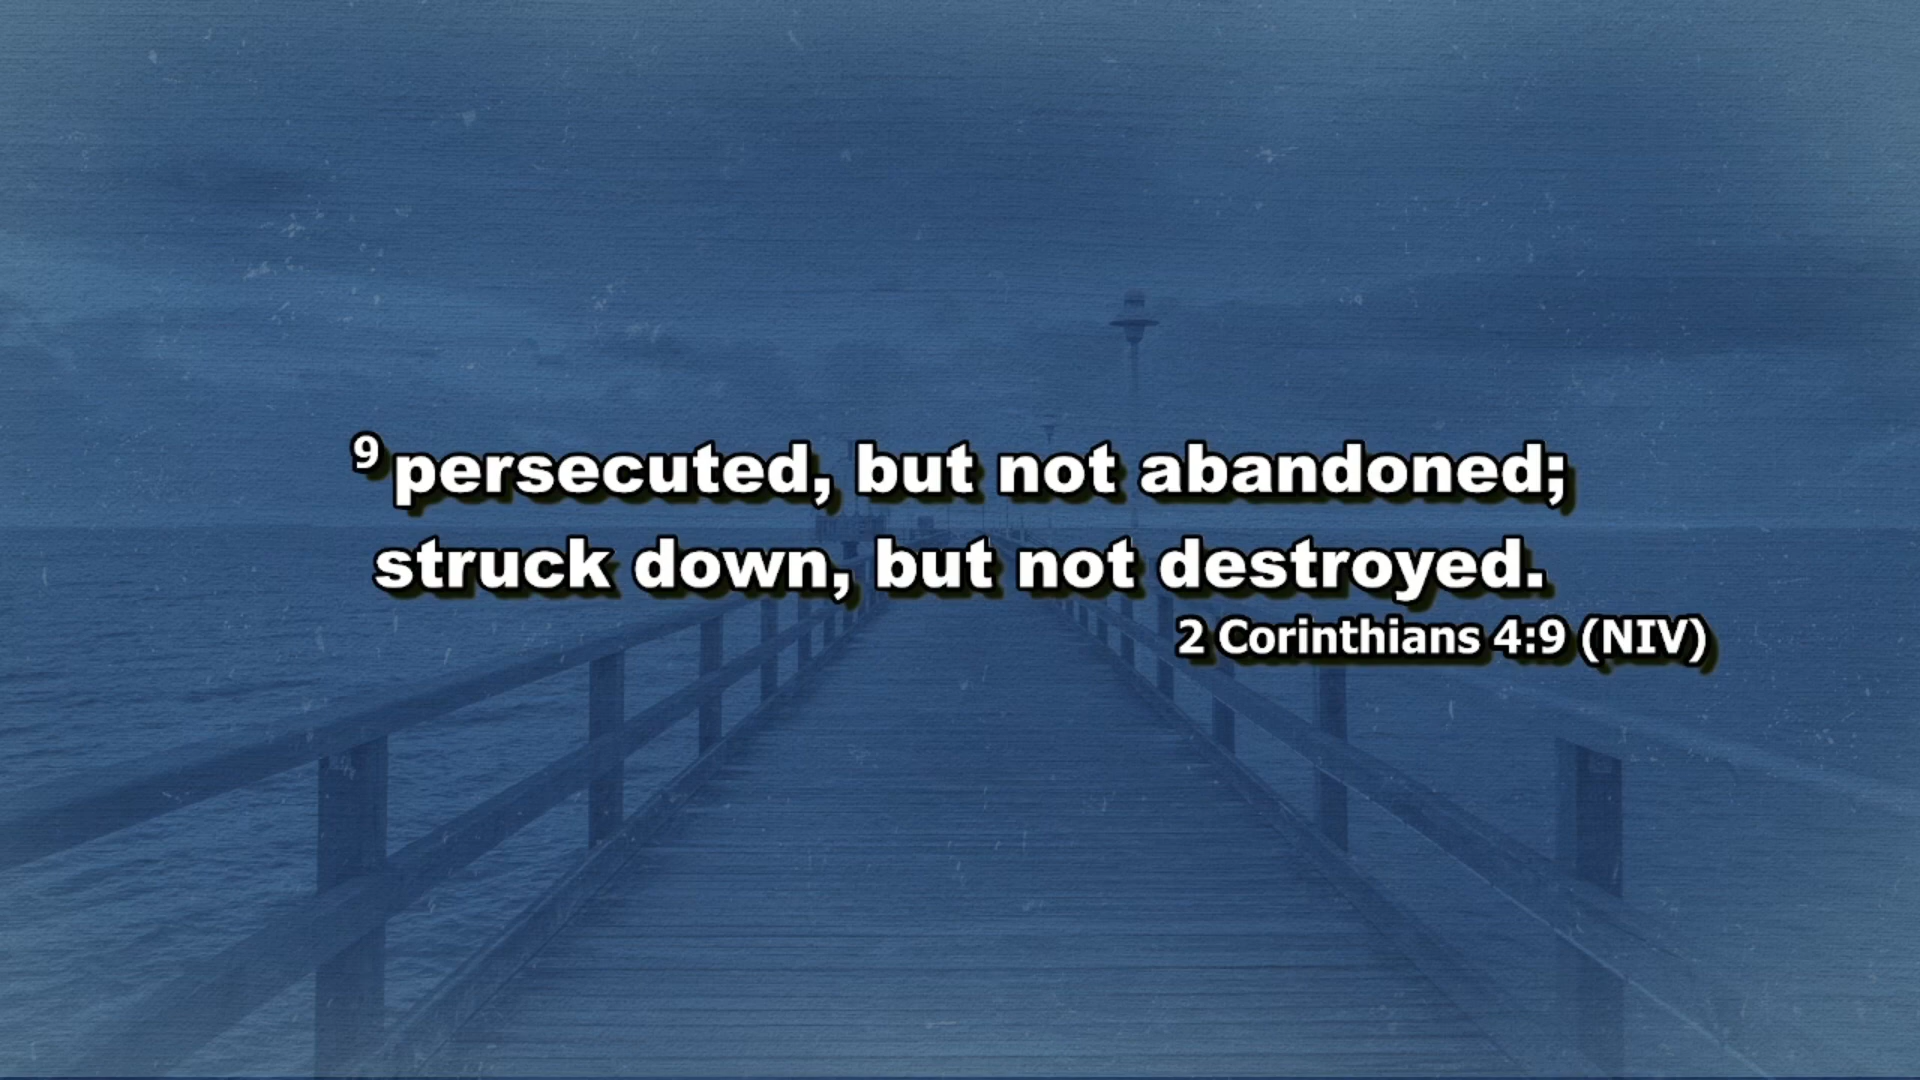 9 persecuted, but not abandoned;
struck down, but not destroyed.
2 Corinthians 4:9 (NIV)